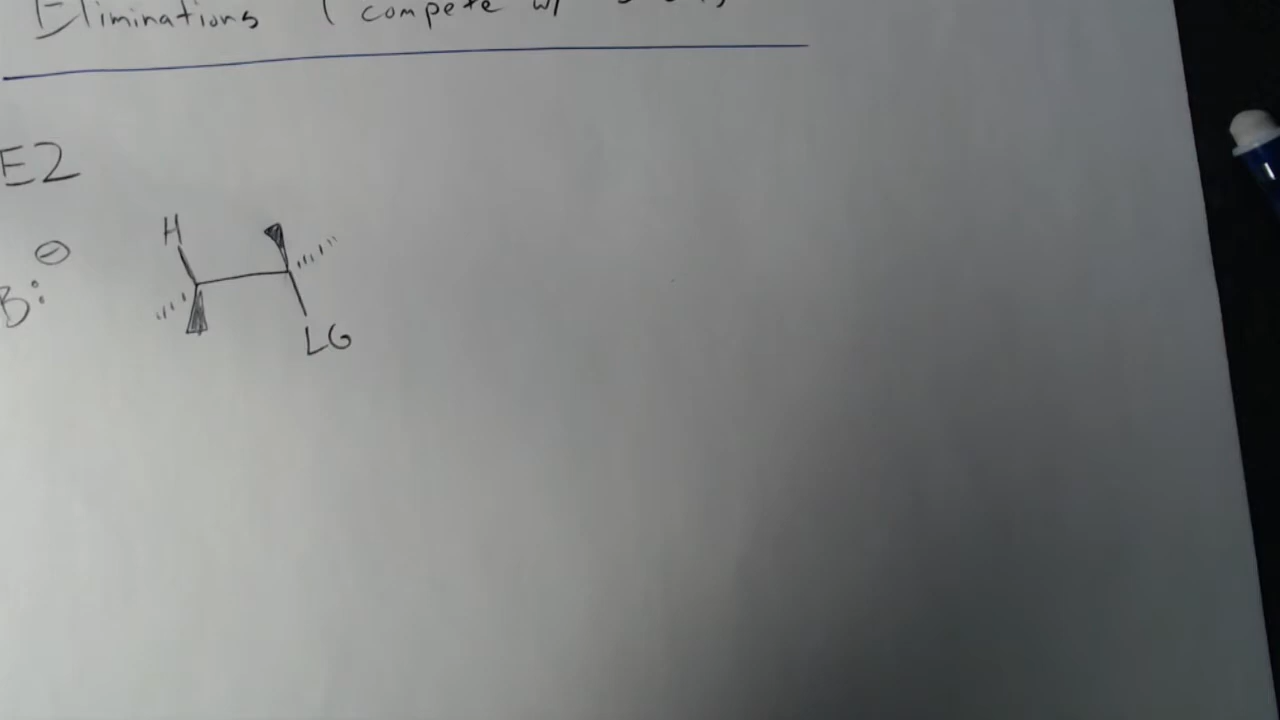 Eliminations ( compete w/
E2
H
⊖
B:
LG